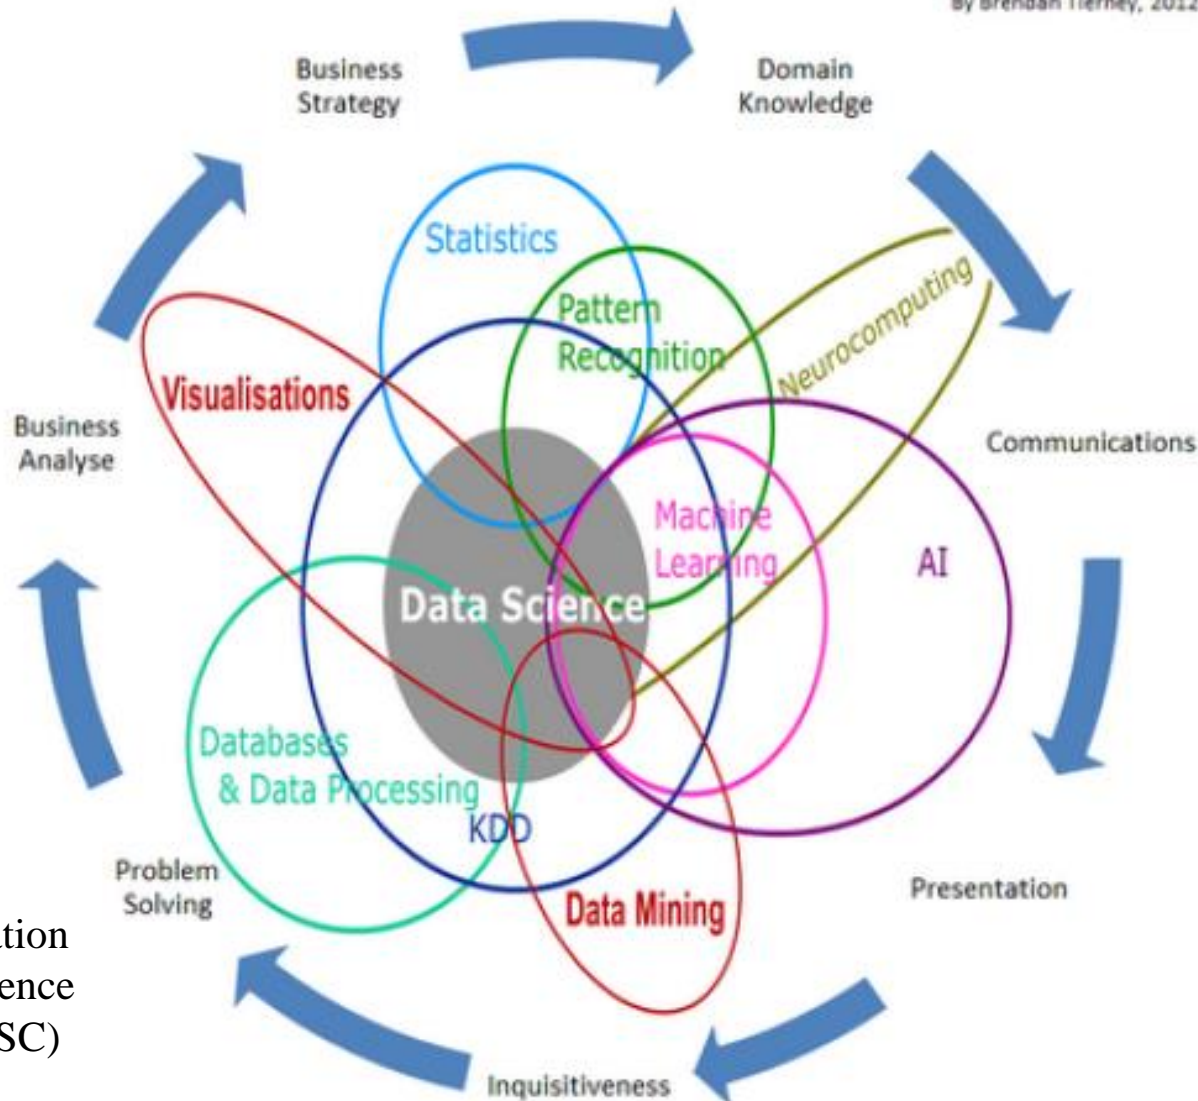 By Brendan Tierney, 2012
Business
Strategy
Domain
Knowledge
Statistics
Pattern
Recognition
Neurocomputing
Visualisations
Business
Analyse
Communications
Machine
Learning
AI
Data Science
Databases
& Data Processing
KDD
Problem
Solving
Presentation
Data Mining
ation
ence
SC)
Inquisitiveness